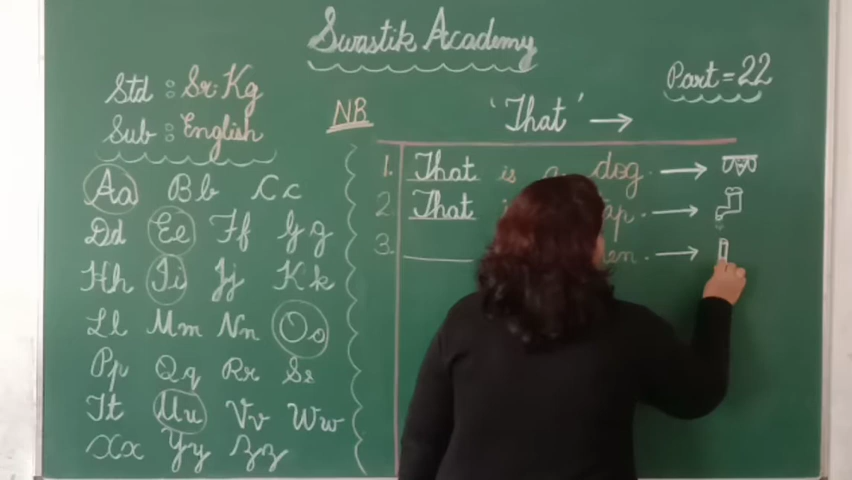 Swastik Academy
Std : Sr. Kg
Sub : English
Part = 22
NB
'That' →
Aa Bb Cc
Dd Ee Ff Gg
Hh Ii Jj Kk
Ll Mm Nn Oo
Pp Qq Rr Ss
Tt Uu Vv Ww
Xx Yy Zz
1. That is a dog. →
2. That →
3. ______ →